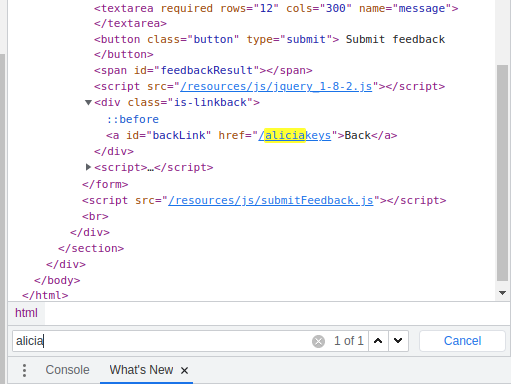 <textarea required rows="12" cols="300" name="message">
</textarea>
<button class="button" type="submit"> Submit feedback
</button>
<span id="feedbackResult"></span>
<script src="/resources/js/jquery_1-8-2.js"></script>
<div class="is-linkback">
::before
<a id="backLink" href="/aliciakeys">Back</a>
</div>
<script>…</script>
</form>
<script src="/resources/js/submitFeedback.js"></script>
<br>
</div>
</section>
</div>
</body>
</html>
html
alicia 1 of 1 Cancel
Console What's New